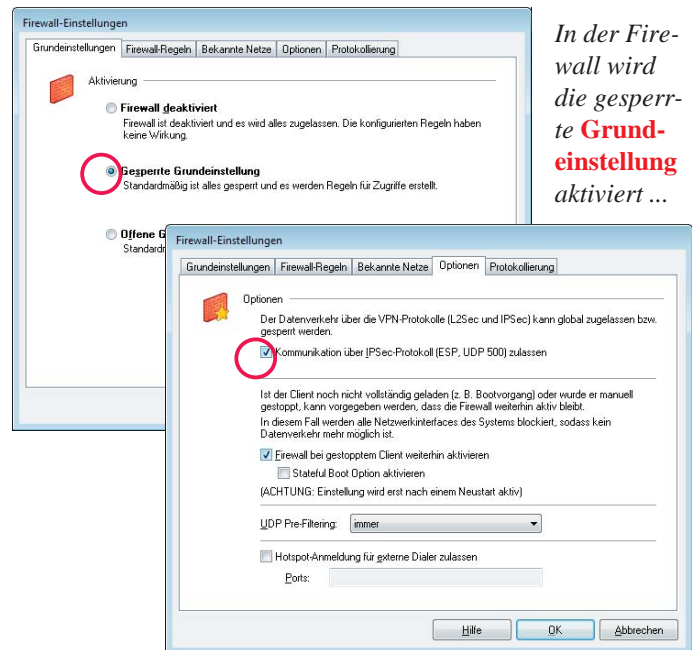 Firewall-Einstellungen
Grundeinstellungen Firewall-Regeln Bekannte Netze Optionen Protokollierung
Aktivierung
Firewall deaktiviert
Firewall ist deaktiviert und es wird alles zugelassen. Die konfigurierten Regeln haben
keine Wirkung.
Gesperrte Grundeinstellung
Standardmäßig ist alles gesperrt und es werden Regeln für Zugriffe erstellt.
Offene G
Standardr
In der Fire-
wall wird
die gesperr-
te Grund-
einstellung
aktiviert ...
Firewall-Einstellungen
Grundeinstellungen Firewall-Regeln Bekannte Netze Optionen Protokollierung
Optionen
Der Datenverkehr über die VPN-Protokolle (L2Sec und IPSec) kann global zugelassen bzw.
gesperrt werden.
Kommunikation über IPSec-Protokoll (ESP, UDP 500) zulassen
Ist der Client noch nicht vollständig geladen (z. B. Bootvorgang) oder wurde er manuell
gestoppt, kann vorgegeben werden, dass die Firewall weiterhin aktiv bleibt.
In diesem Fall werden alle Netzwerkinterfaces des Systems blockiert, sodass kein
Datenverkehr mehr möglich ist.
Firewall bei gestopptem Client weiterhin aktivieren
Stateful Boot Option aktivieren
(ACHTUNG: Einstellung wird erst nach einem Neustart aktiv)
UDP Pre-Filtering: immer
Hotspot-Anmeldung für externe Dialer zulassen
Ports:
Hilfe OK Abbrechen